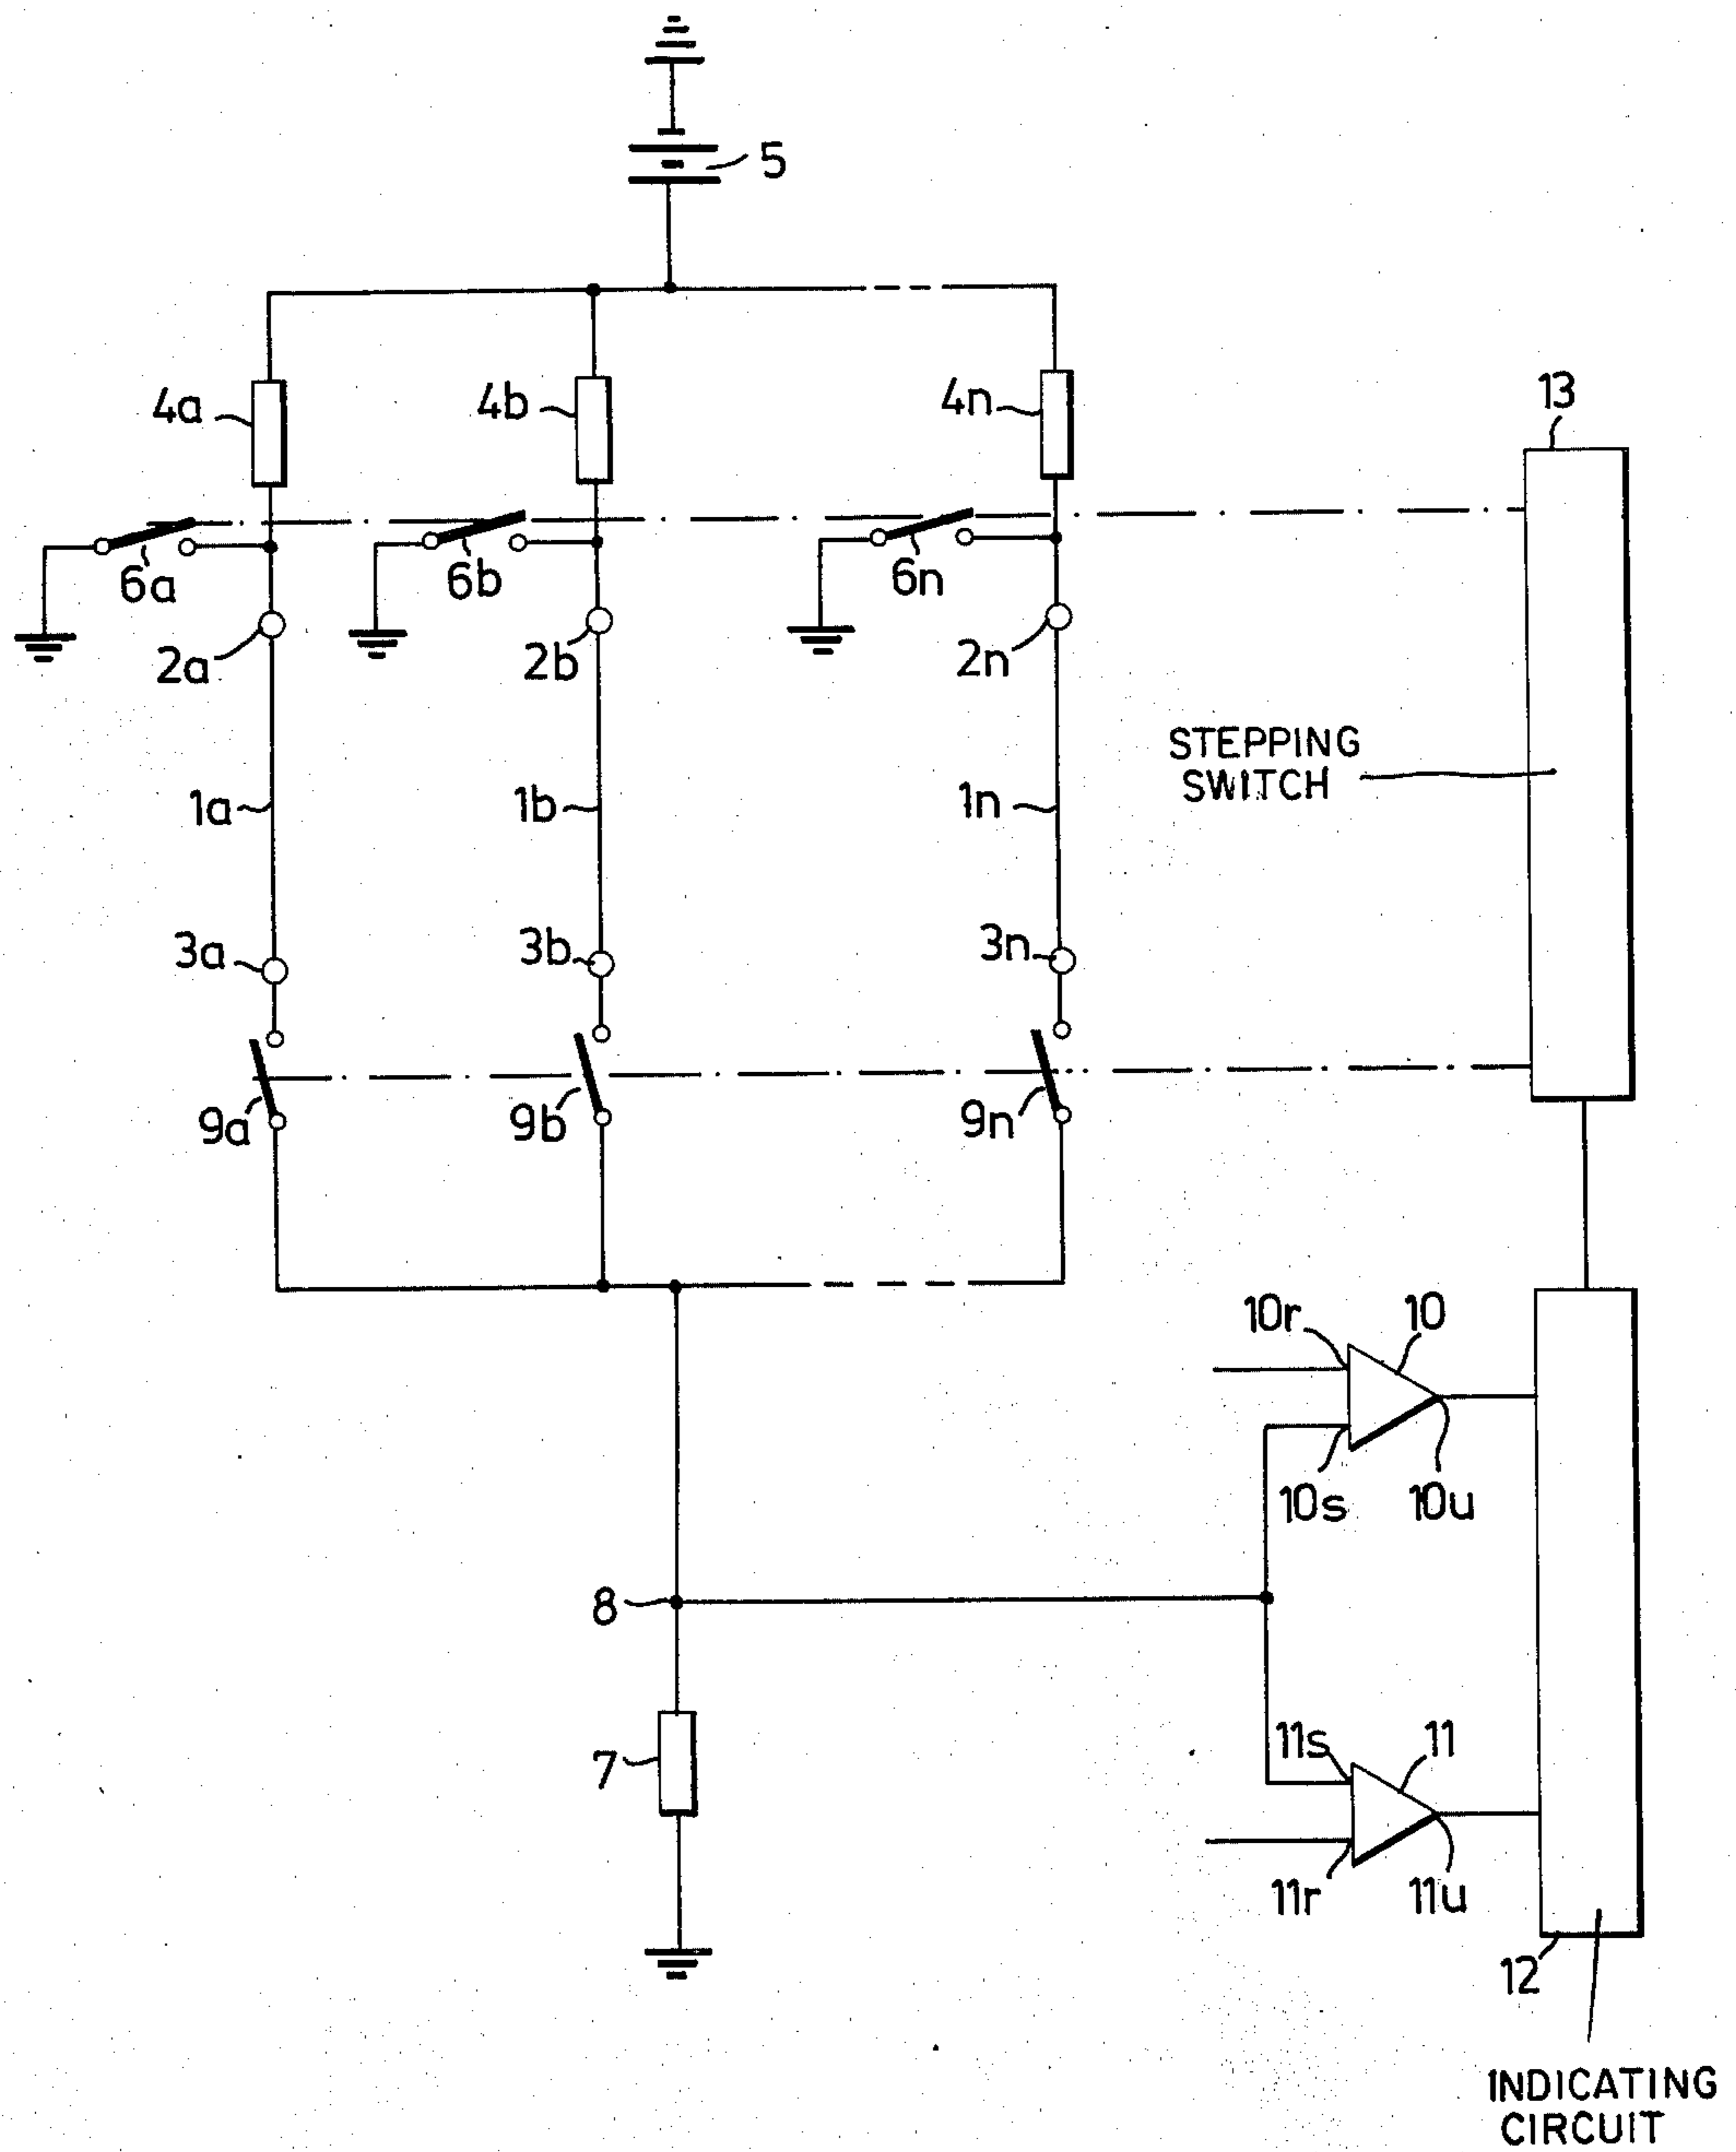 5
4a
4b
4n
13
6a
6b
6n
2a
2b
2n
STEPPING
SWITCH
1a
1b
1n
3a
3b
3n
9a
9b
9n
10r
10
10s
10u
8
11s
11
7
11r
11u
12
INDICATING
CIRCUIT